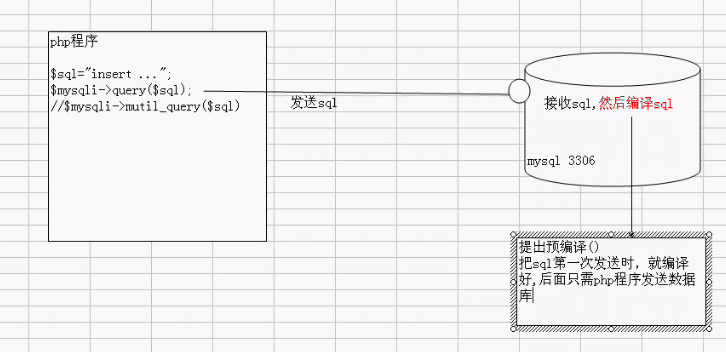 php程序
$sql="insert ...";
$mysqli->query($sql);
//$mysqli->mutil_query($sql)
发送sql
接收sql,然后编译sql
mysql 3306
提出预编译()
把sql第一次发送时，就编译
好,后面只需php程序发送数据
库